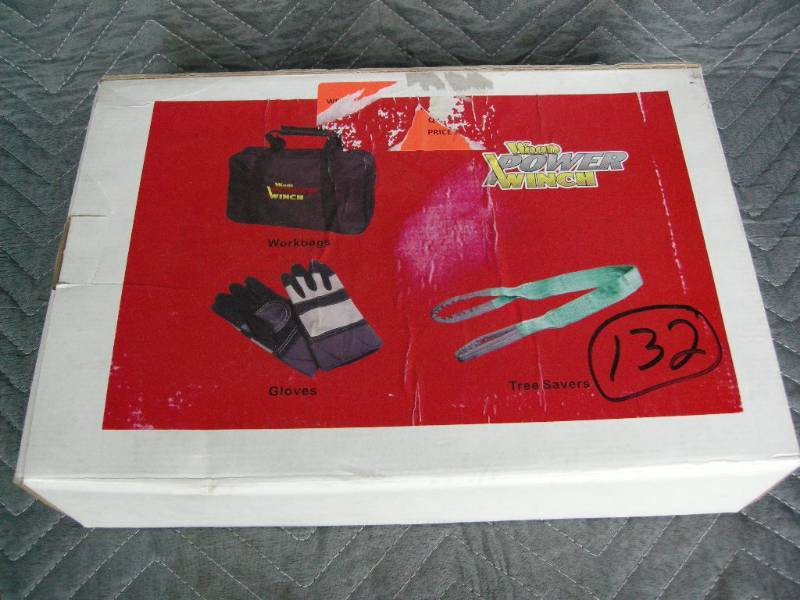 PRICE
POWER
WINCH
WINCH
Workbags
Gloves
Tree Savers
132